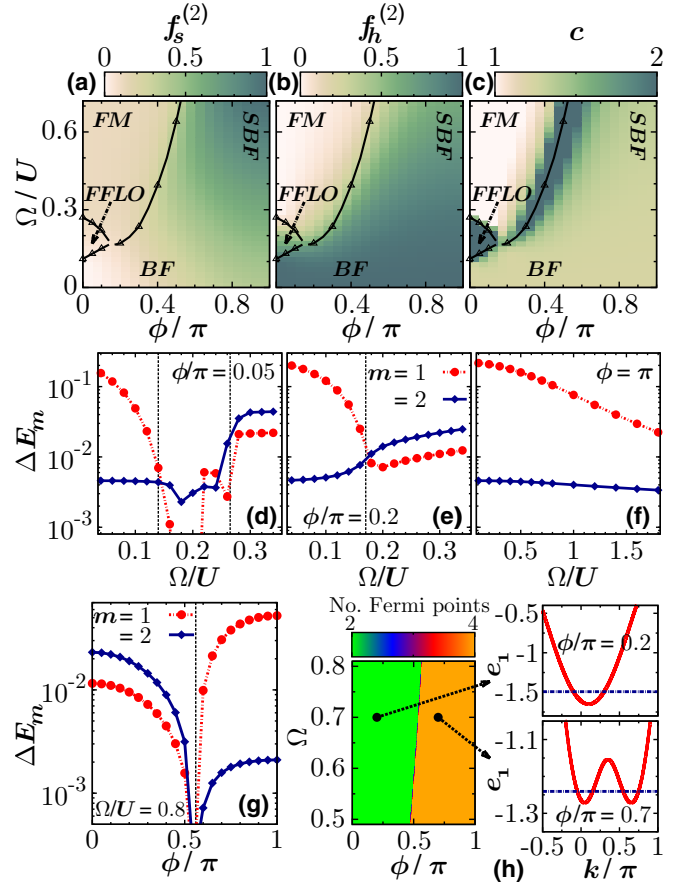 f_s^(2) f_h^(2) c
0 0.5 1 0 0.5 1 1 2
(a) (b) (c)
FM FM FM
SBF SBF SBF
FFLO FFLO FFLO
BF BF BF
Ω/U
0.6
0.3
0
0 0.4 0.8 0 0.4 0.8 0 0.4 0.8
ϕ/π ϕ/π ϕ/π
ϕ/π=0.05 m=1 ϕ=π
=2
ΔE_m
10^-1
10^-2
10^-3
ϕ/π=0.2
(d) (e) (f)
0.1 0.2 0.3 0.1 0.2 0.3 0.5 1.0 1.5
Ω/U Ω/U Ω/U
m=1
=2
ΔE_m
10^-2
10^-3
Ω/U=0.8
(g)
0 0.5 1
ϕ/π
No. Fermi points
2 4
Ω
0.8
0.7
0.6
0.5
0 0.5 1
ϕ/π
e_1
-0.5
-1
-1.5
ϕ/π=0.2
e_1
-1.1
-1.3
ϕ/π=0.7
-0.5 0 0.5 1
k/π
(h)